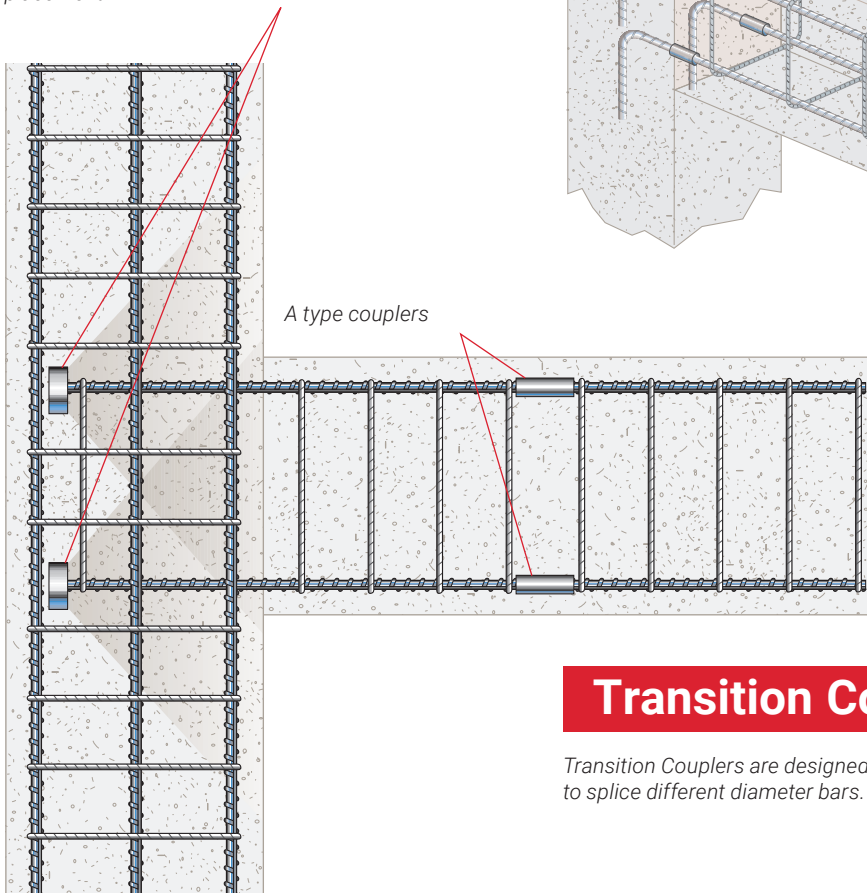 A type couplers
Transition Co
Transition Couplers are designed
to splice different diameter bars.